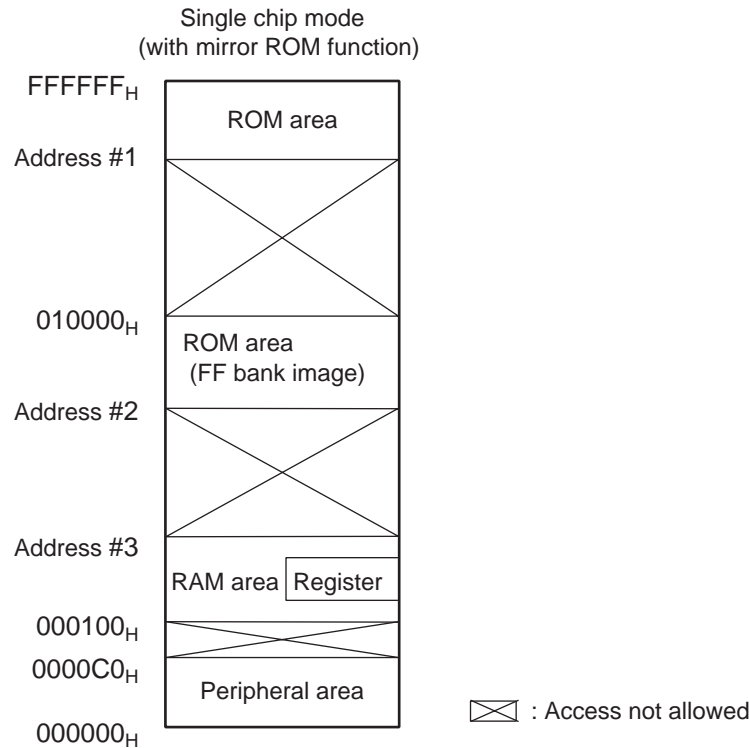 Single chip mode
(with mirror ROM function)
FFFFFFH
ROM area
Address #1
010000H
ROM area
(FF bank image)
Address #2
Address #3
RAM area
Register
000100H
0000C0H
Peripheral area
000000H
: Access not allowed